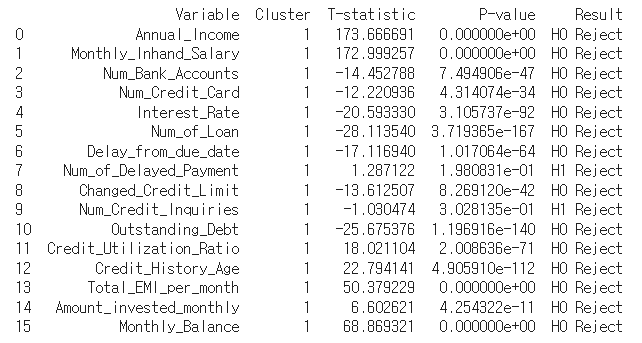 Variable Cluster T-statistic P-value Result
0 Annual_Income 1 173.666691 0.000000e+00 H0 Reject
1 Monthly_Inhand_Salary 1 172.999257 0.000000e+00 H0 Reject
2 Num_Bank_Accounts 1 -14.452788 7.494906e-47 H0 Reject
3 Num_Credit_Card 1 -12.220936 4.314074e-34 H0 Reject
4 Interest_Rate 1 -20.593330 3.105737e-92 H0 Reject
5 Num_of_Loan 1 -28.113540 3.719365e-167 H0 Reject
6 Delay_from_due_date 1 -17.116940 1.017064e-64 H0 Reject
7 Num_of_Delayed_Payment 1 1.287122 1.980831e-01 H1 Reject
8 Changed_Credit_Limit 1 -13.612507 8.269120e-42 H0 Reject
9 Num_Credit_Inquiries 1 -1.030474 3.028135e-01 H1 Reject
10 Outstanding_Debt 1 -25.675376 1.196916e-140 H0 Reject
11 Credit_Utilization_Ratio 1 18.021104 2.008636e-71 H0 Reject
12 Credit_History_Age 1 22.794141 4.905910e-112 H0 Reject
13 Total_EMI_per_month 1 50.379229 0.000000e+00 H0 Reject
14 Amount_invested_monthly 1 6.602621 4.254322e-11 H0 Reject
15 Monthly_Balance 1 68.869321 0.000000e+00 H0 Reject